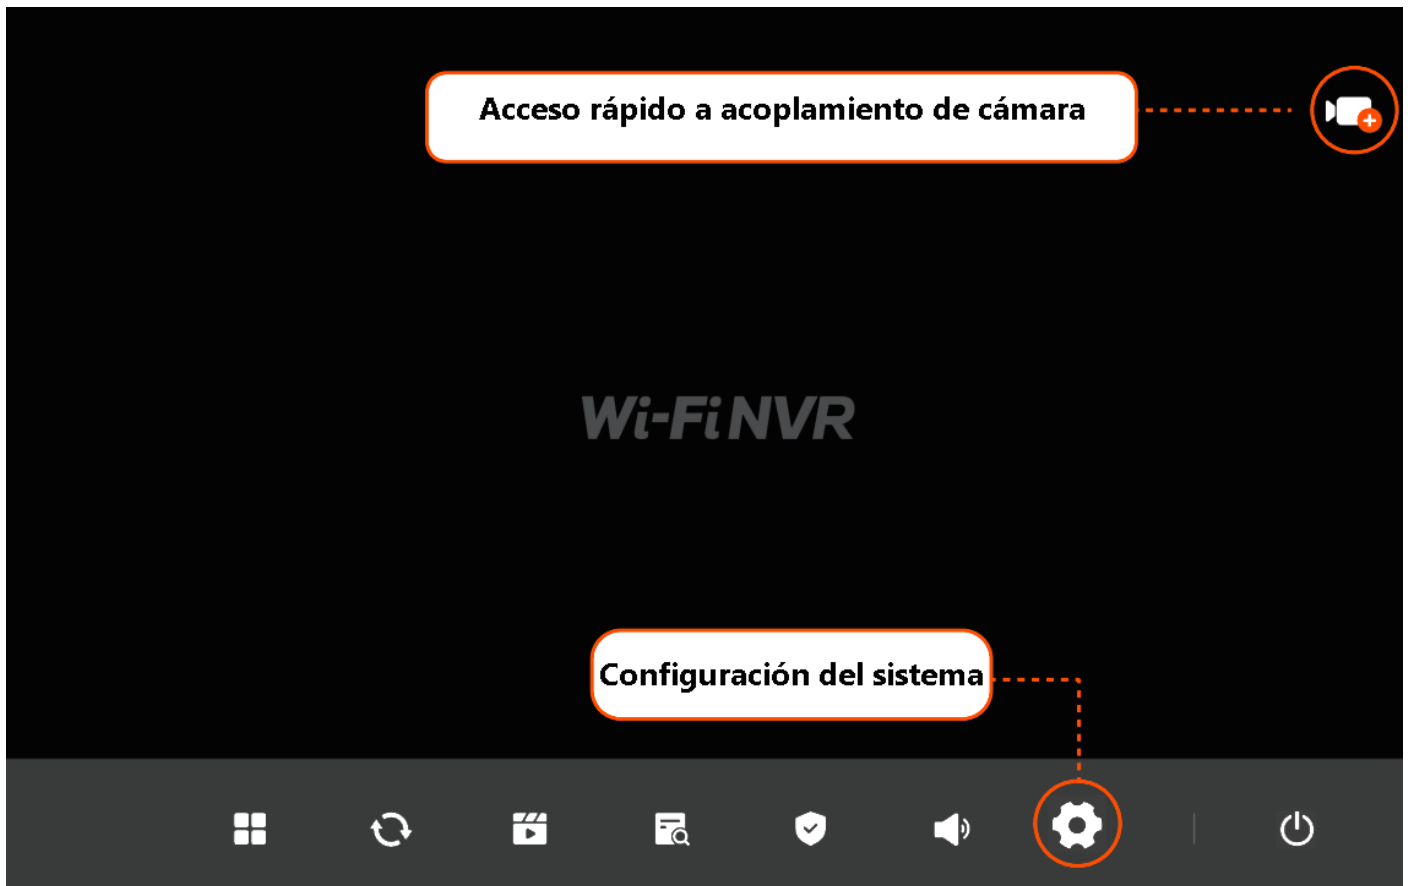 Acceso rápido a acoplamiento de cámara
Wi-Fi NVR
Configuración del sistema